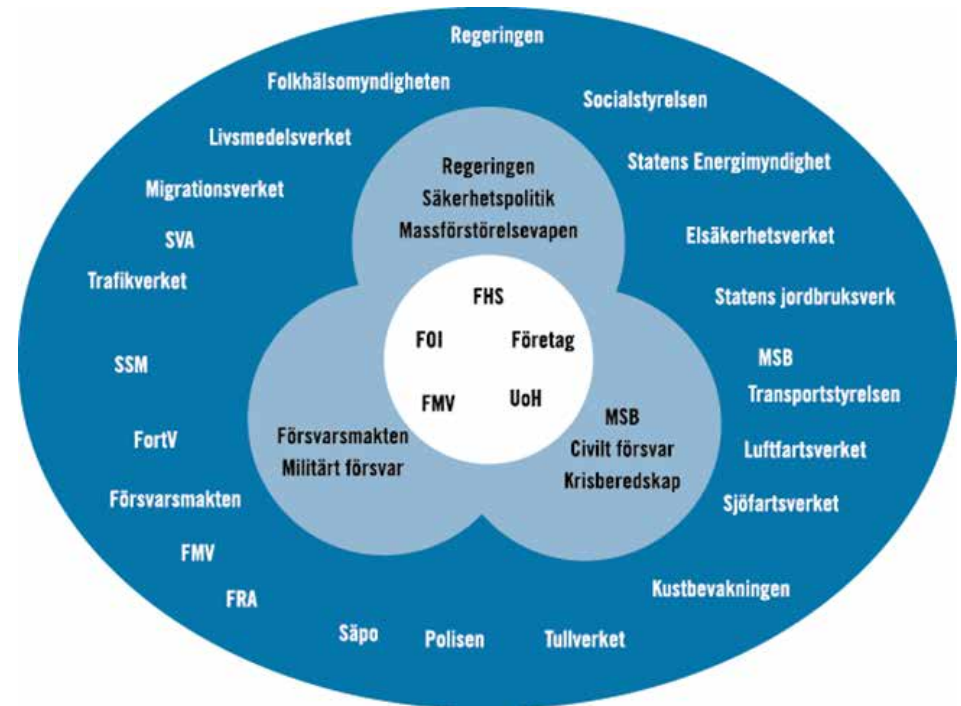 Regeringen
Folkhälsomyndigheten
Socialstyrelsen
Livsmedelsverket
Statens Energimyndighet
Migrationsverket
SVA
Elsäkerhetsverket
Trafikverket
Statens jordbruksverk
SSM
MSB
Transportstyrelsen
FortV
Luftfartsverket
Försvarsmakten
Sjöfartsverket
FMV
FRA
Kustbevakningen
Säpo
Polisen
Tullverket
Regeringen
Säkerhetspolitik
Massförstörelsevapen
FHS
FOI
Företag
FMV
UoH
Försvarsmakten
Militärt försvar
MSB
Civilt försvar
Krisberedskap